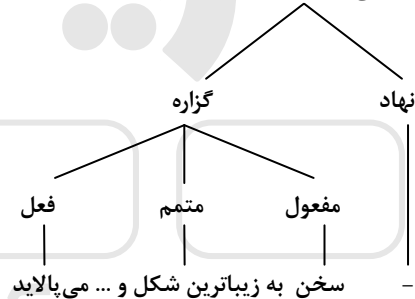 نهاد گزاره
مفعول متمم فعل
– سخن به زیباترین شکل و ... می‌پالاید